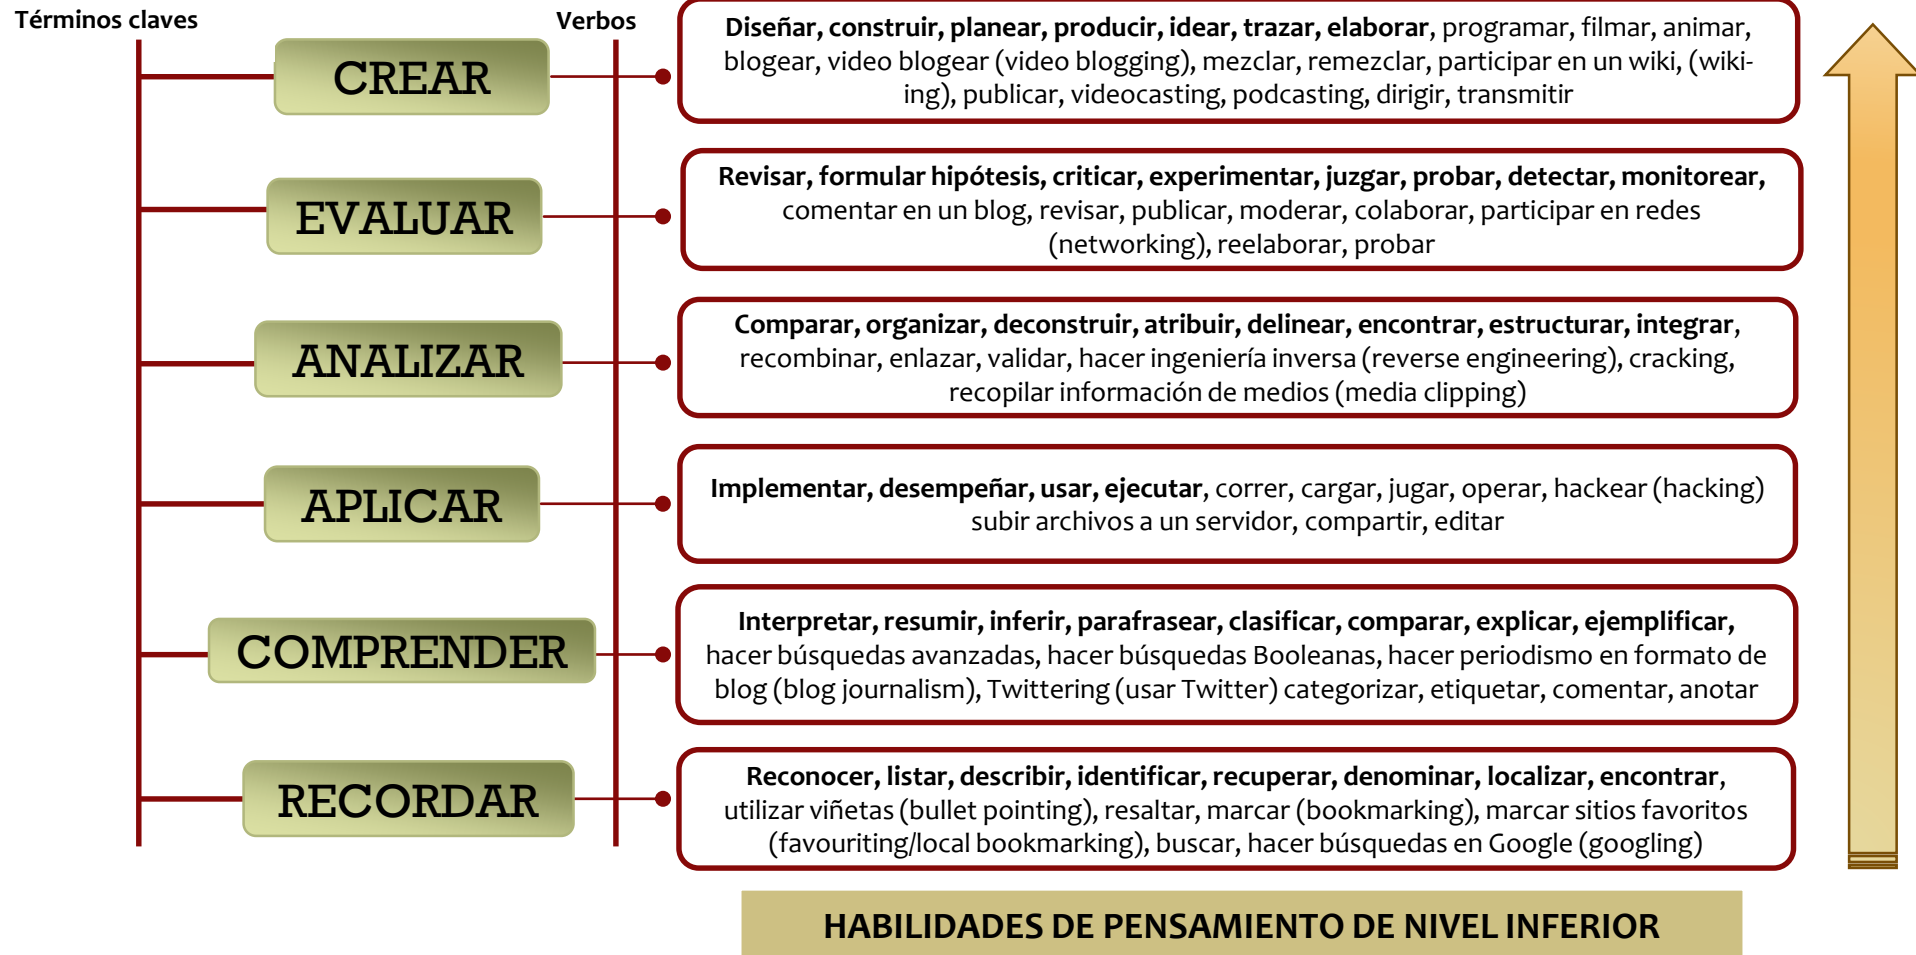 Términos claves
Verbos
CREAR
Diseñar, construir, planear, producir, idear, trazar, elaborar, programar, filmar, animar,
blogear, video blogear (video blogging), mezclar, remezclar, participar en un wiki, (wiki-
ing), publicar, videocasting, podcasting, dirigir, transmitir
EVALUAR
Revisar, formular hipótesis, criticar, experimentar, juzgar, probar, detectar, monitorear,
comentar en un blog, revisar, publicar, moderar, colaborar, participar en redes
(networking), reelaborar, probar
ANALIZAR
Comparar, organizar, deconstruir, atribuir, delinear, encontrar, estructurar, integrar,
recombinar, enlazar, validar, hacer ingeniería inversa (reverse engineering), cracking,
recopilar información de medios (media clipping)
APLICAR
Implementar, desempeñar, usar, ejecutar, correr, cargar, jugar, operar, hackear (hacking)
subir archivos a un servidor, compartir, editar
COMPRENDER
Interpretar, resumir, inferir, parafrasear, clasificar, comparar, explicar, ejemplificar,
hacer búsquedas avanzadas, hacer búsquedas Booleanas, hacer periodismo en formato de
blog (blog journalism), Twittering (usar Twitter) categorizar, etiquetar, comentar, anotar
RECORDAR
Reconocer, listar, describir, identificar, recuperar, denominar, localizar, encontrar,
utilizar viñetas (bullet pointing), resaltar, marcar (bookmarking), marcar sitios favoritos
(favouriting/local bookmarking), buscar, hacer búsquedas en Google (googling)
HABILIDADES DE PENSAMIENTO DE NIVEL INFERIOR